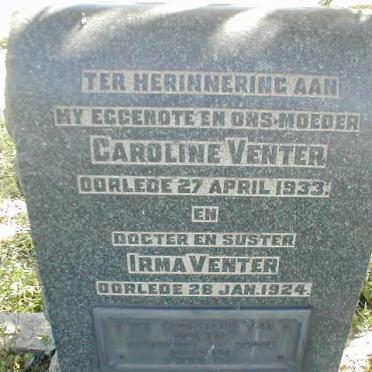 TER HERINNERING AAN
MY EGGENOTE EN ONS MOEDER
CAROLINE VENTER
OORLEDE 27 APRIL 1933.
EN
DOGTER EN SUSTER
IRMA VENTER
OORLEDE 28 JAN. 1924.